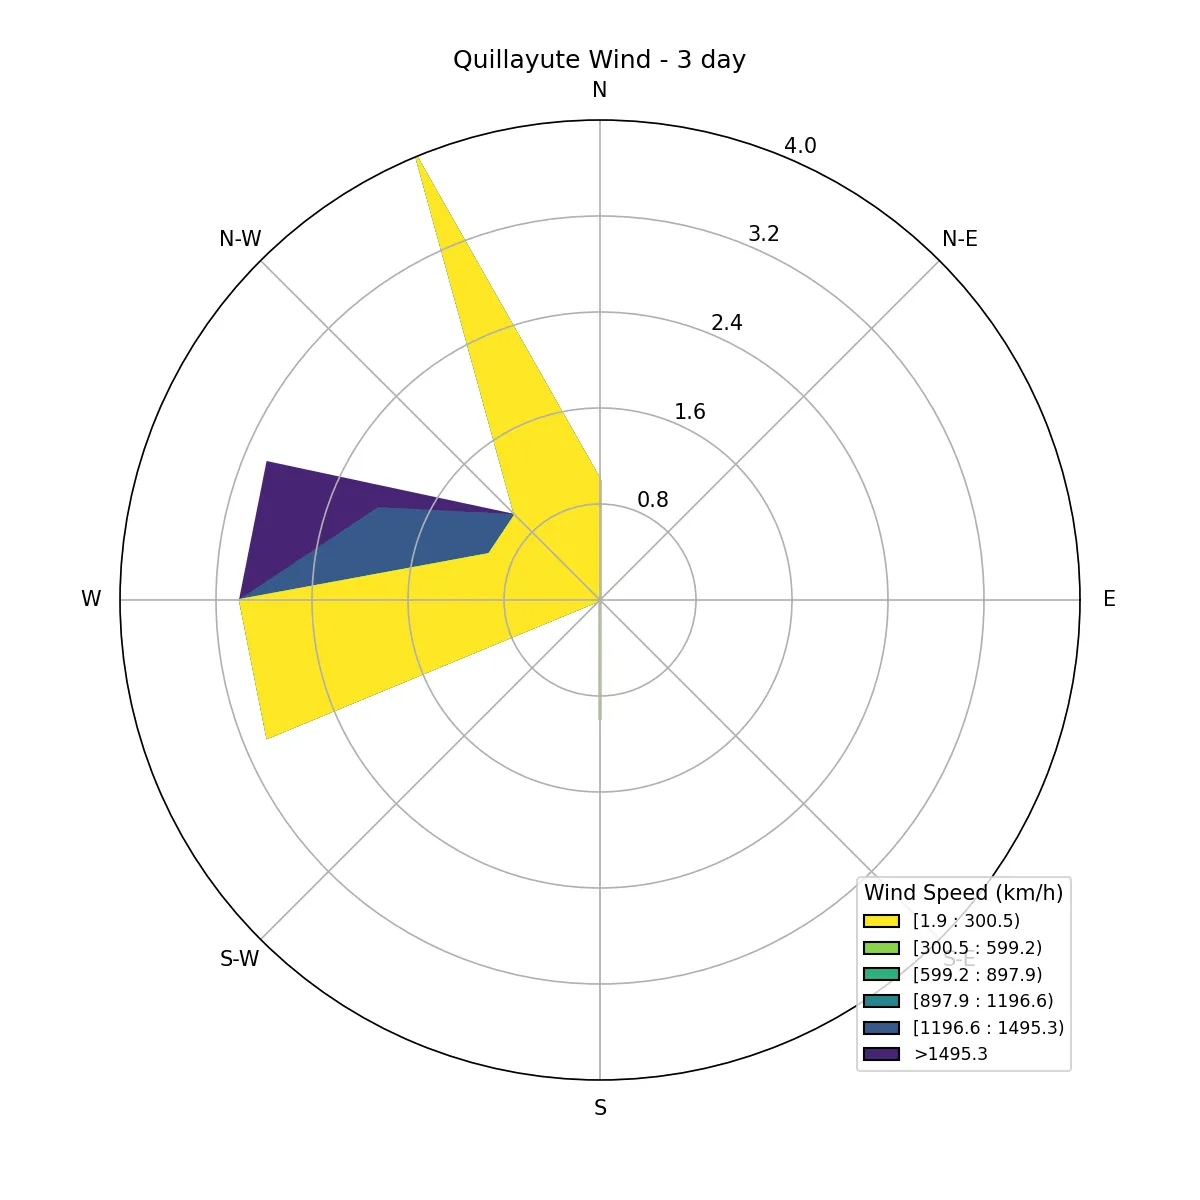 Quillayute Wind - 3 day
N
4.0
N-W
3.2
N-E
2.4
1.6
0.8
W
E
S-W
S-E
S
Wind Speed (km/h)
[1.9 : 300.5)
[300.5 : 599.2)
[599.2 : 897.9)
[897.9 : 1196.6)
[1196.6 : 1495.3)
>1495.3